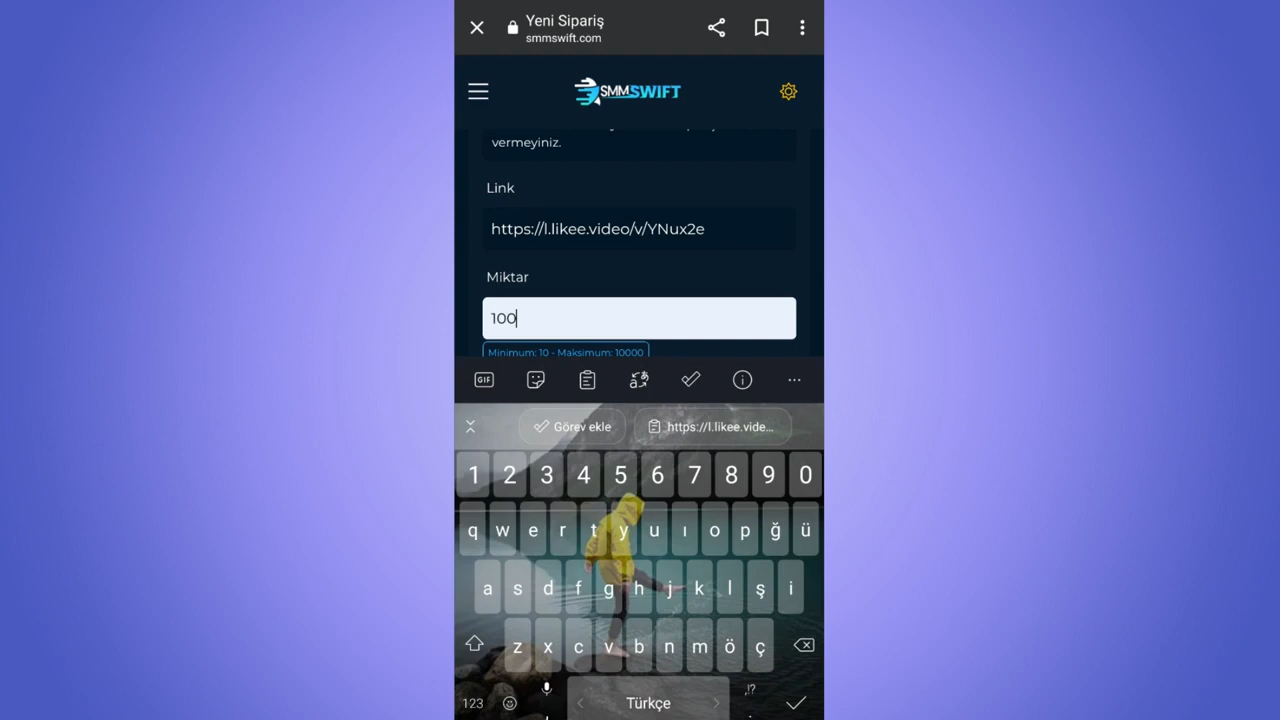 Yeni Sipariş
smmswift.com
SMMSWIFT
vermeyiniz.
Link
https://l.likee.video/v/YNux2e
Miktar
100
Minimum: 10 - Maksimum: 10000
GIF
Görev ekle
https://l.likee.vide...
1 2 3 4 5 6 7 8 9 0
q w e r t y u ı o p ğ ü
a s d f g h j k l ş i
z x c v b n m ö ç
123 Türkçe ,!?